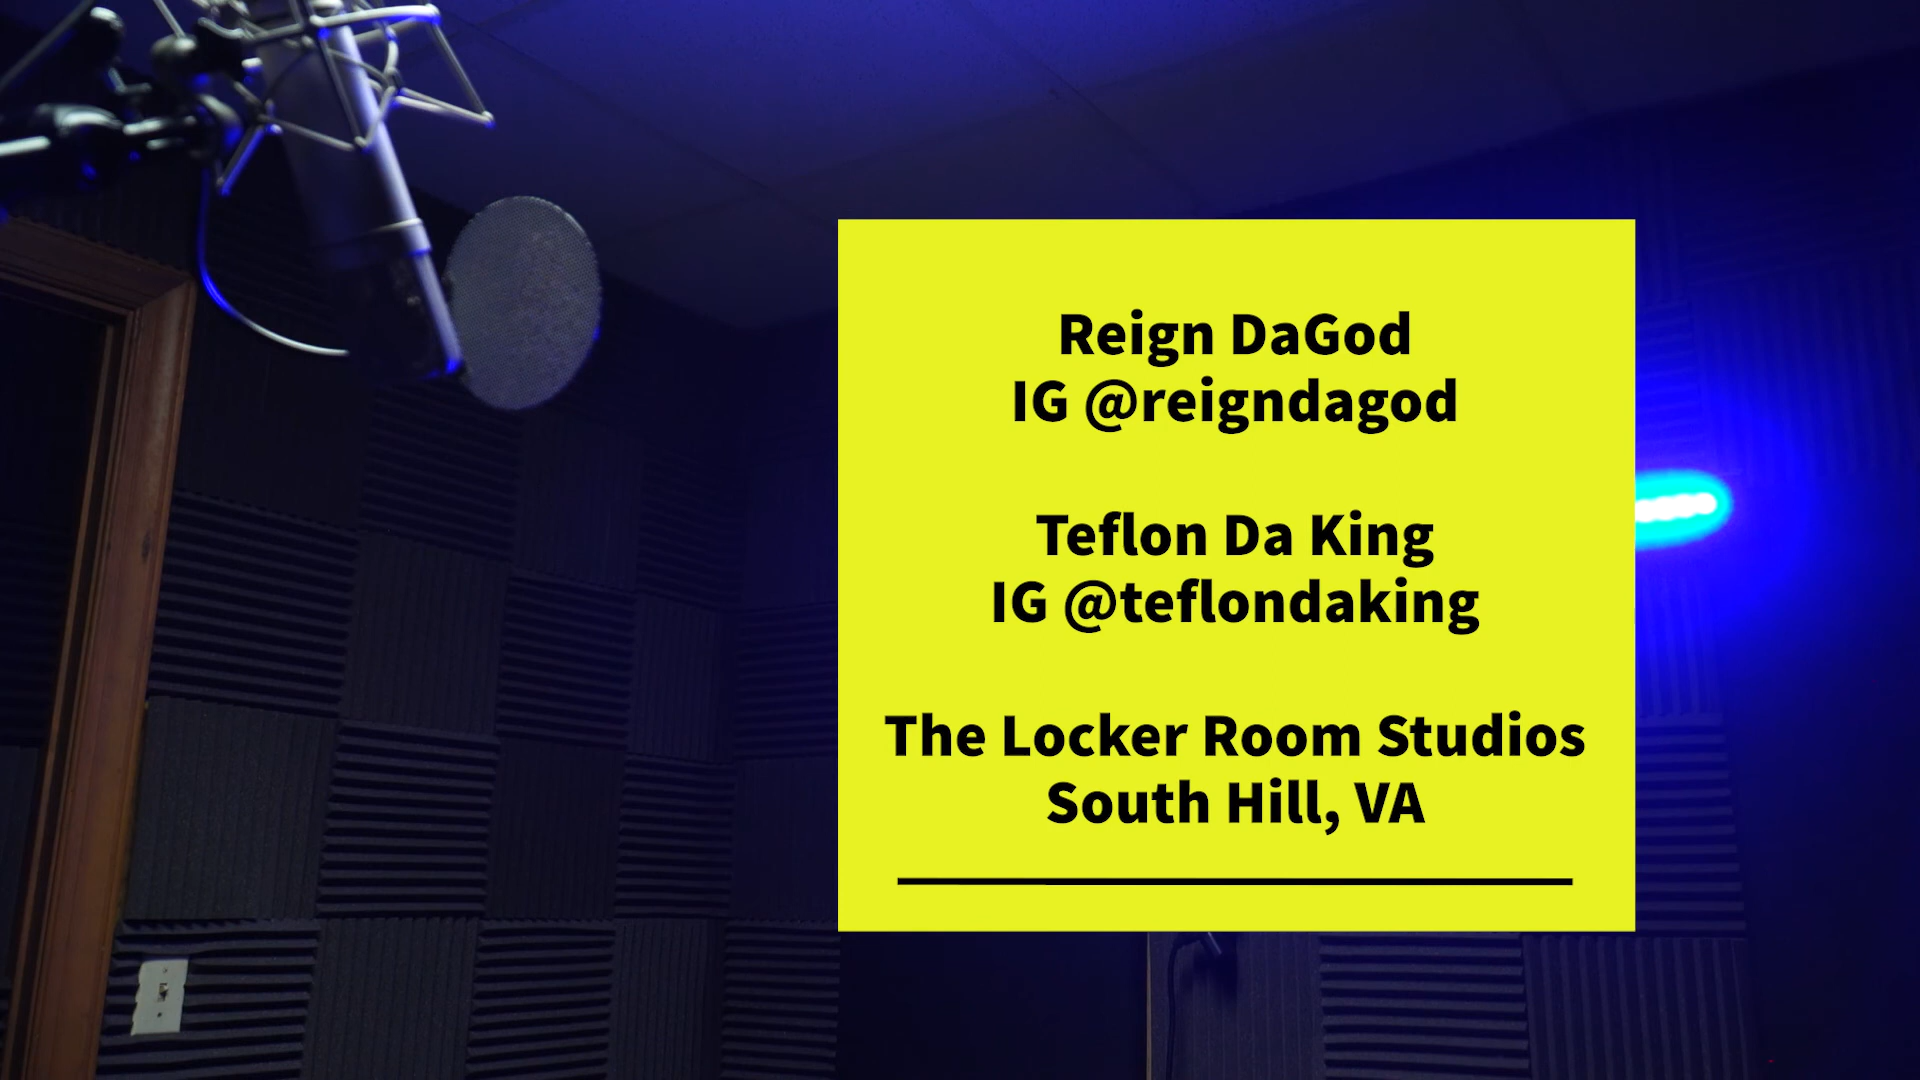 Reign DaGod
IG @reigndagod
Teflon Da King
IG @teflondaking
The Locker Room Studios
South Hill, VA